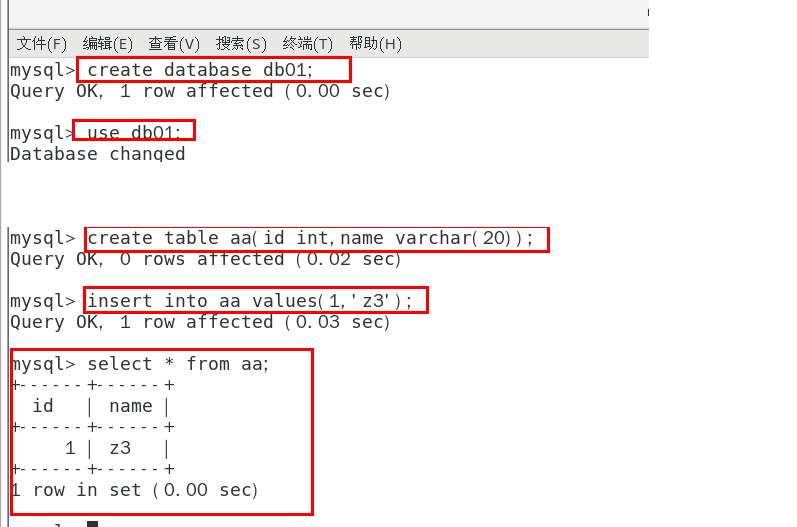 文件(F) 编辑(E) 查看(V) 搜索(S) 终端(T) 帮助(H)
mysql> create database db01;
Query OK, 1 row affected (0.00 sec)
mysql> use db01;
Database changed
mysql> create table aa(id int,name varchar(20));
Query OK, 0 rows affected (0.02 sec)
mysql> insert into aa values(1,'z3');
Query OK, 1 row affected (0.03 sec)
mysql> select * from aa;
+------+------+
id | name |
+------+------+
1 | z3 |
+------+------+
1 row in set (0.00 sec)